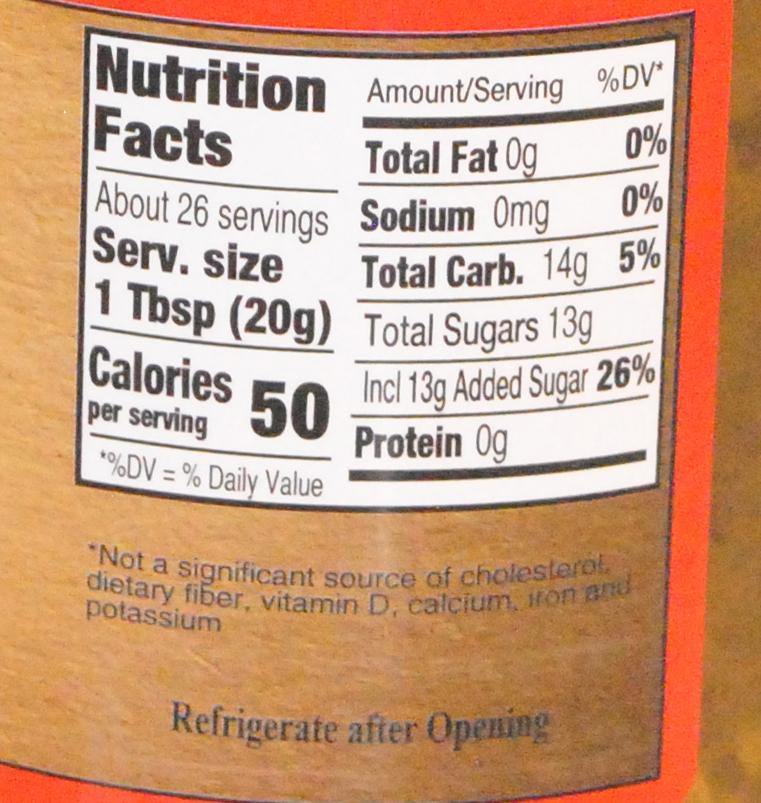 Nutrition
Facts
About 26 servings
Serv. size
1 Tbsp (20g)
Calories 50
per serving
*%DV = % Daily Value
Amount/Serving %DV*
Total Fat 0g 0%
Sodium 0mg 0%
Total Carb. 14g 5%
Total Sugars 13g
Incl 13g Added Sugar 26%
Protein 0g
*Not a significant source of cholesterol,
dietary fiber, vitamin D, calcium, iron and
potassium
Refrigerate after Opening